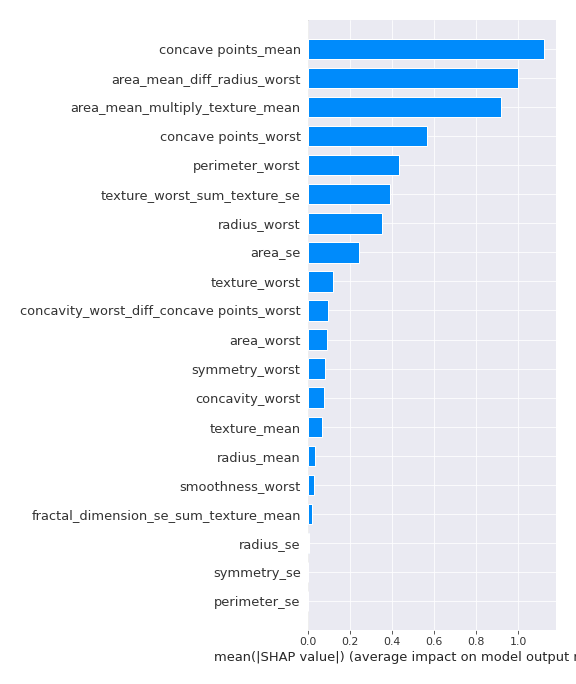 concave points_mean
area_mean_diff_radius_worst
area_mean_multiply_texture_mean
concave points_worst
perimeter_worst
texture_worst_sum_texture_se
radius_worst
area_se
texture_worst
concavity_worst_diff_concave points_worst
area_worst
symmetry_worst
concavity_worst
texture_mean
radius_mean
smoothness_worst
fractal_dimension_se_sum_texture_mean
radius_se
symmetry_se
perimeter_se
0.0 0.2 0.4 0.6 0.8 1.0
mean(|SHAP value|) (average impact on model output